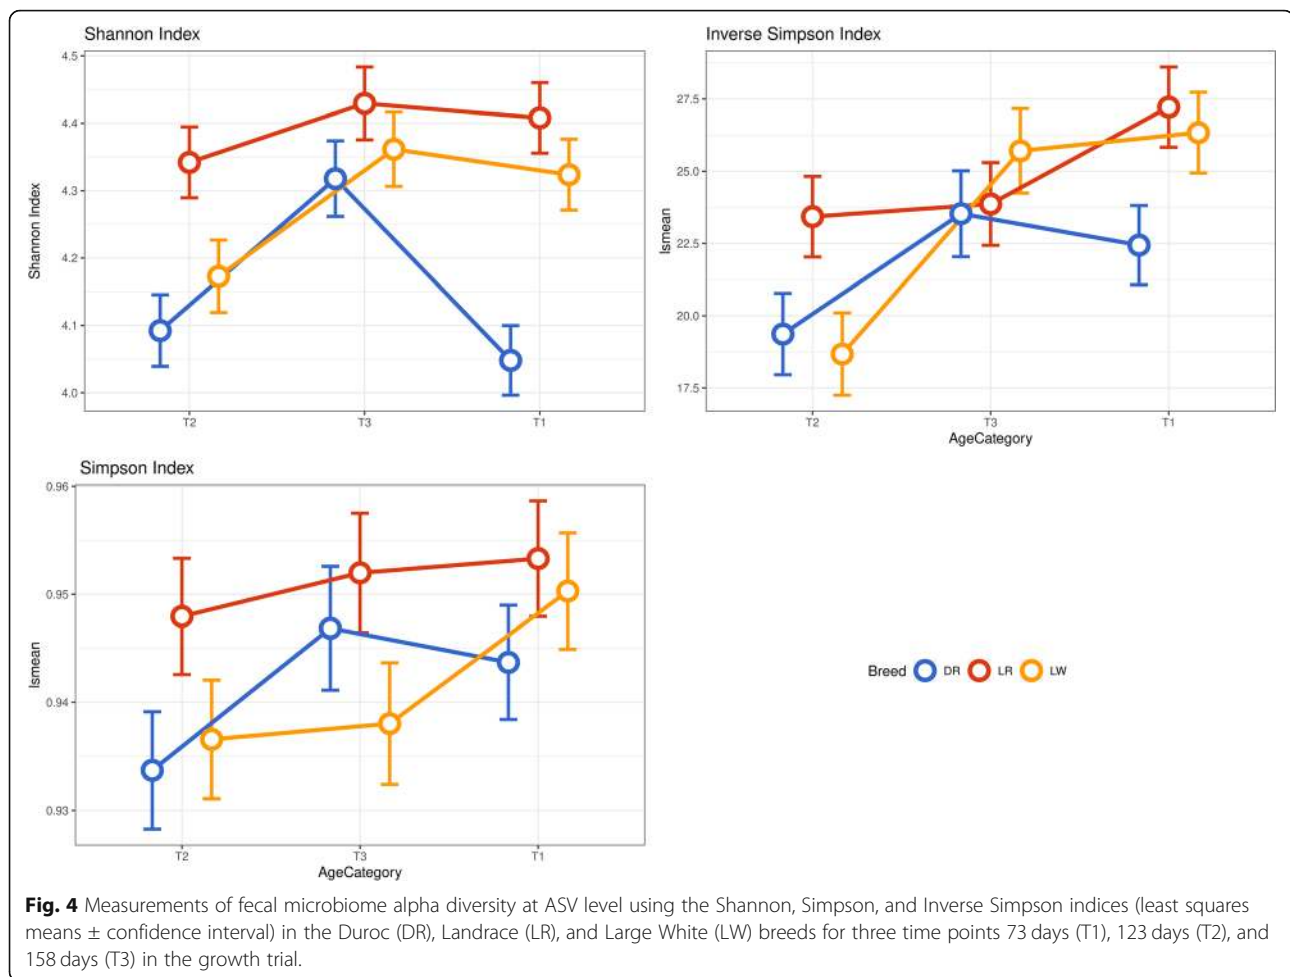 Shannon Index
4.5
4.4
4.3
4.2
4.1
4.0
Shannon Index
T2
T3
T1
Inverse Simpson Index
27.5
25.0
22.5
20.0
17.5
lsmean
T2
T3
T1
AgeCategory
Simpson Index
0.96
0.95
0.94
0.93
lsmean
T2
T3
T1
AgeCategory
Breed DR LR LW
Fig. 4 Measurements of fecal microbiome alpha diversity at ASV level using the Shannon, Simpson, and Inverse Simpson indices (least squares
means ± confidence interval) in the Duroc (DR), Landrace (LR), and Large White (LW) breeds for three time points 73 days (T1), 123 days (T2), and
158 days (T3) in the growth trial.